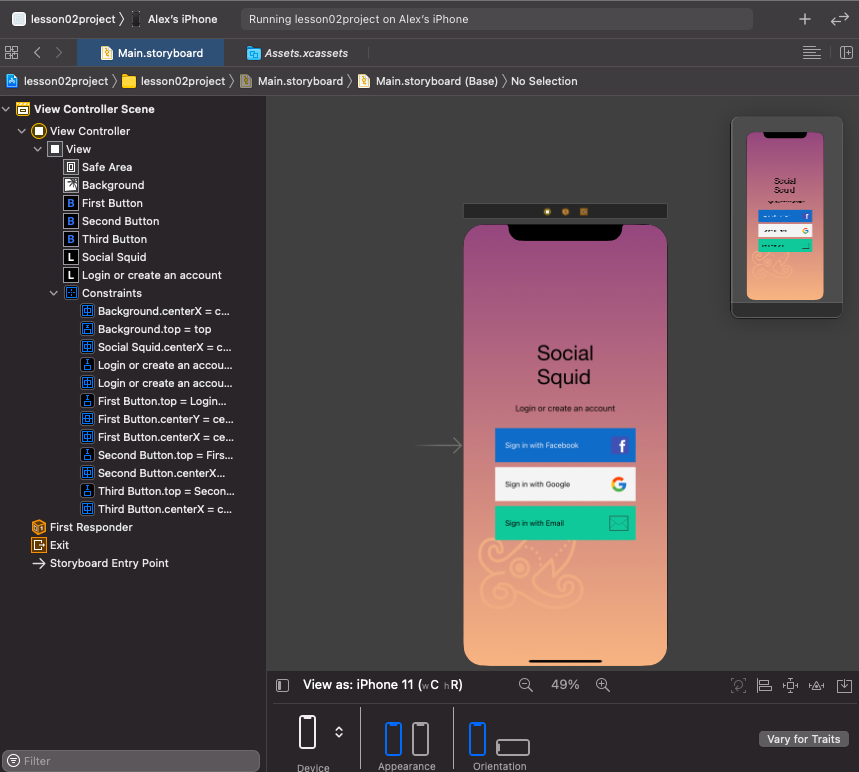 lesson02project Alex's iPhone Running lesson02project on Alex's iPhone
Main.storyboard Assets.xcassets
lesson02project lesson02project Main.storyboard Main.storyboard (Base) No Selection
View Controller Scene
View Controller
View
Safe Area
Background
B First Button
B Second Button
B Third Button
L Social Squid
L Login or create an account
Constraints
Background.centerX = c...
Background.top = top
Social Squid.centerX = c...
Login or create an accou...
Login or create an accou...
First Button.top = Login...
First Button.centerY = ce...
First Button.centerX = ce...
Second Button.top = Firs...
Second Button.centerX...
Third Button.top = Secon...
Third Button.centerX = c...
First Responder
Exit
Storyboard Entry Point
Filter
Social
Squid
Login or create an account
Sign in with Facebook f
Sign in with Google G
Sign in with Email
Social
Squid
View as: iPhone 11 (wC hR) 49%
Device Appearance Orientation Vary for Traits